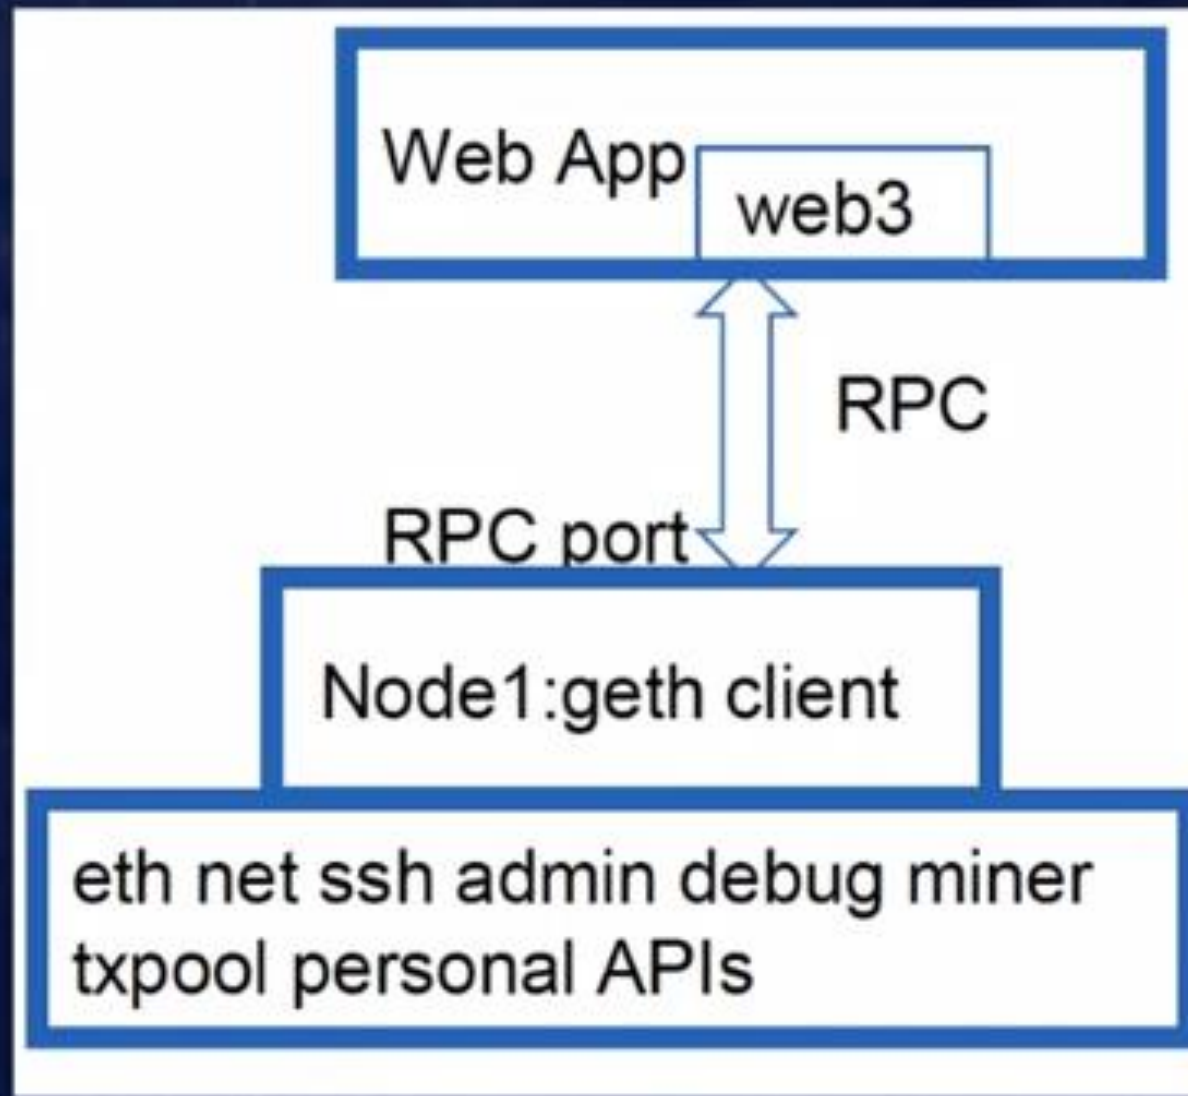 Web App
web3
RPC
RPC port
Node1:geth client
eth net ssh admin debug miner
txpool personal APIs